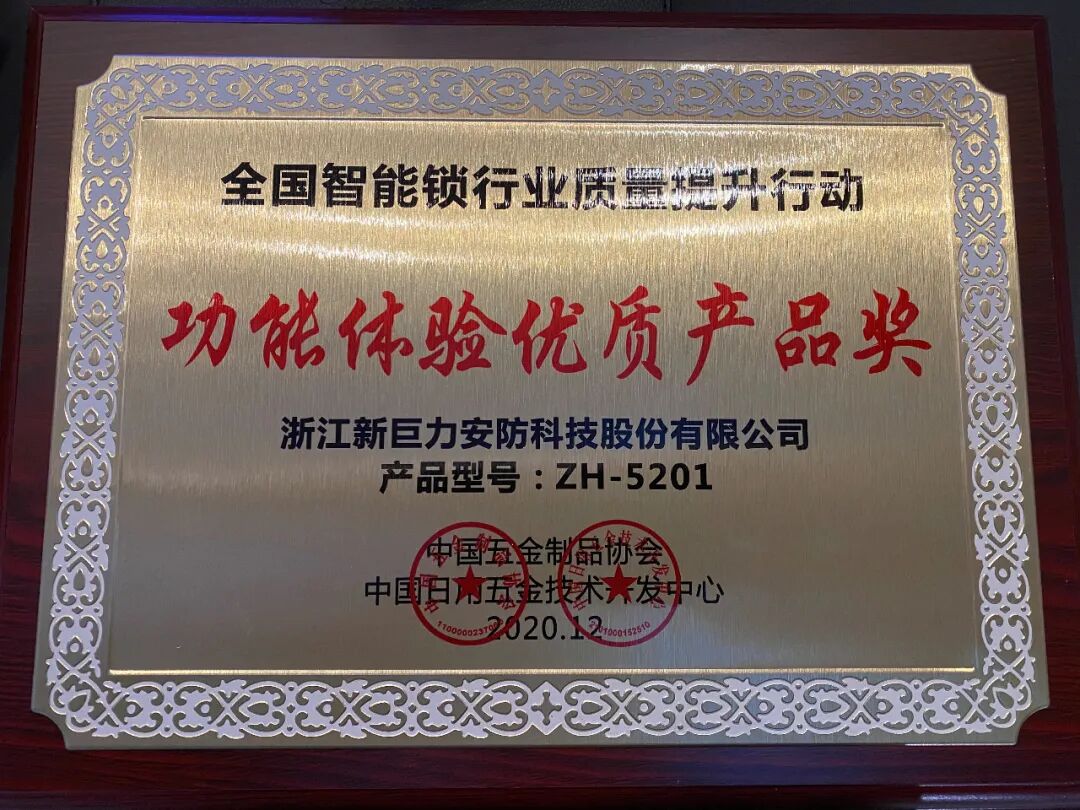 全国智能锁行业质量提升行动
功能体验优质产品奖
浙江新巨力安防科技股份有限公司
产品型号：ZH-5201
中国五金制品协会
中国日用五金技术开发中心
2020.12